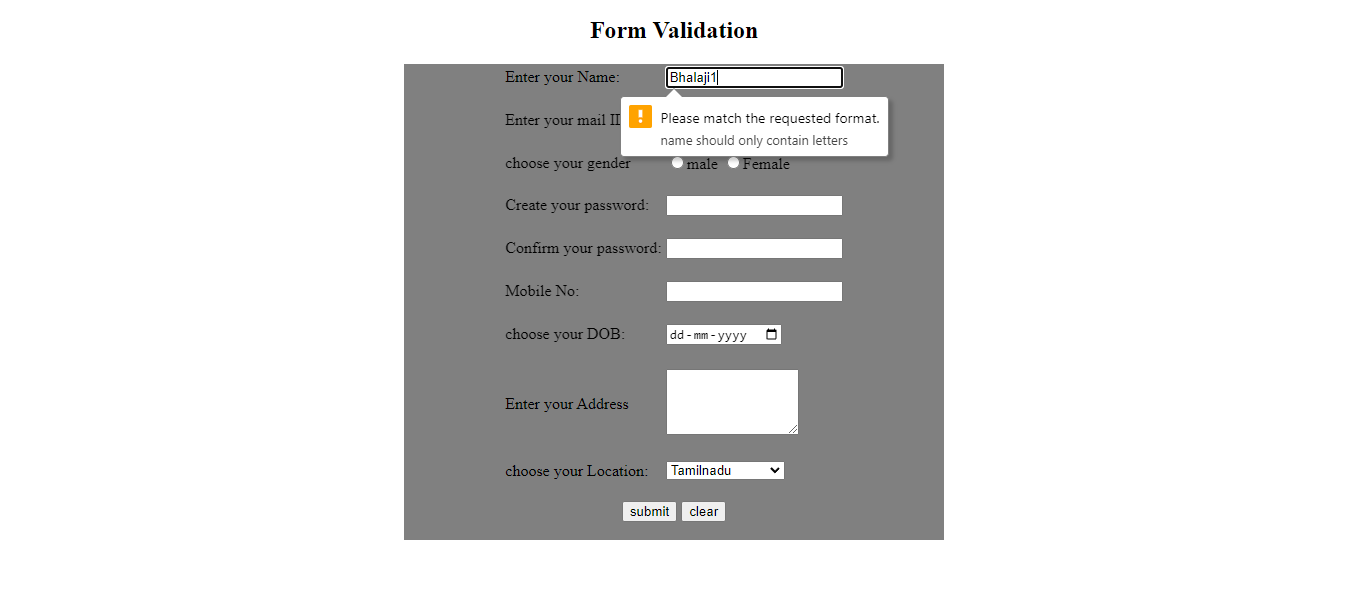 Form Validation
Enter your Name: Bhalaji1
Please match the requested format.
name should only contain letters
Enter your mail I
choose your gender male Female
Create your password:
Confirm your password:
Mobile No:
choose your DOB: dd-mm-yyyy
Enter your Address
choose your Location: Tamilnadu
submit clear